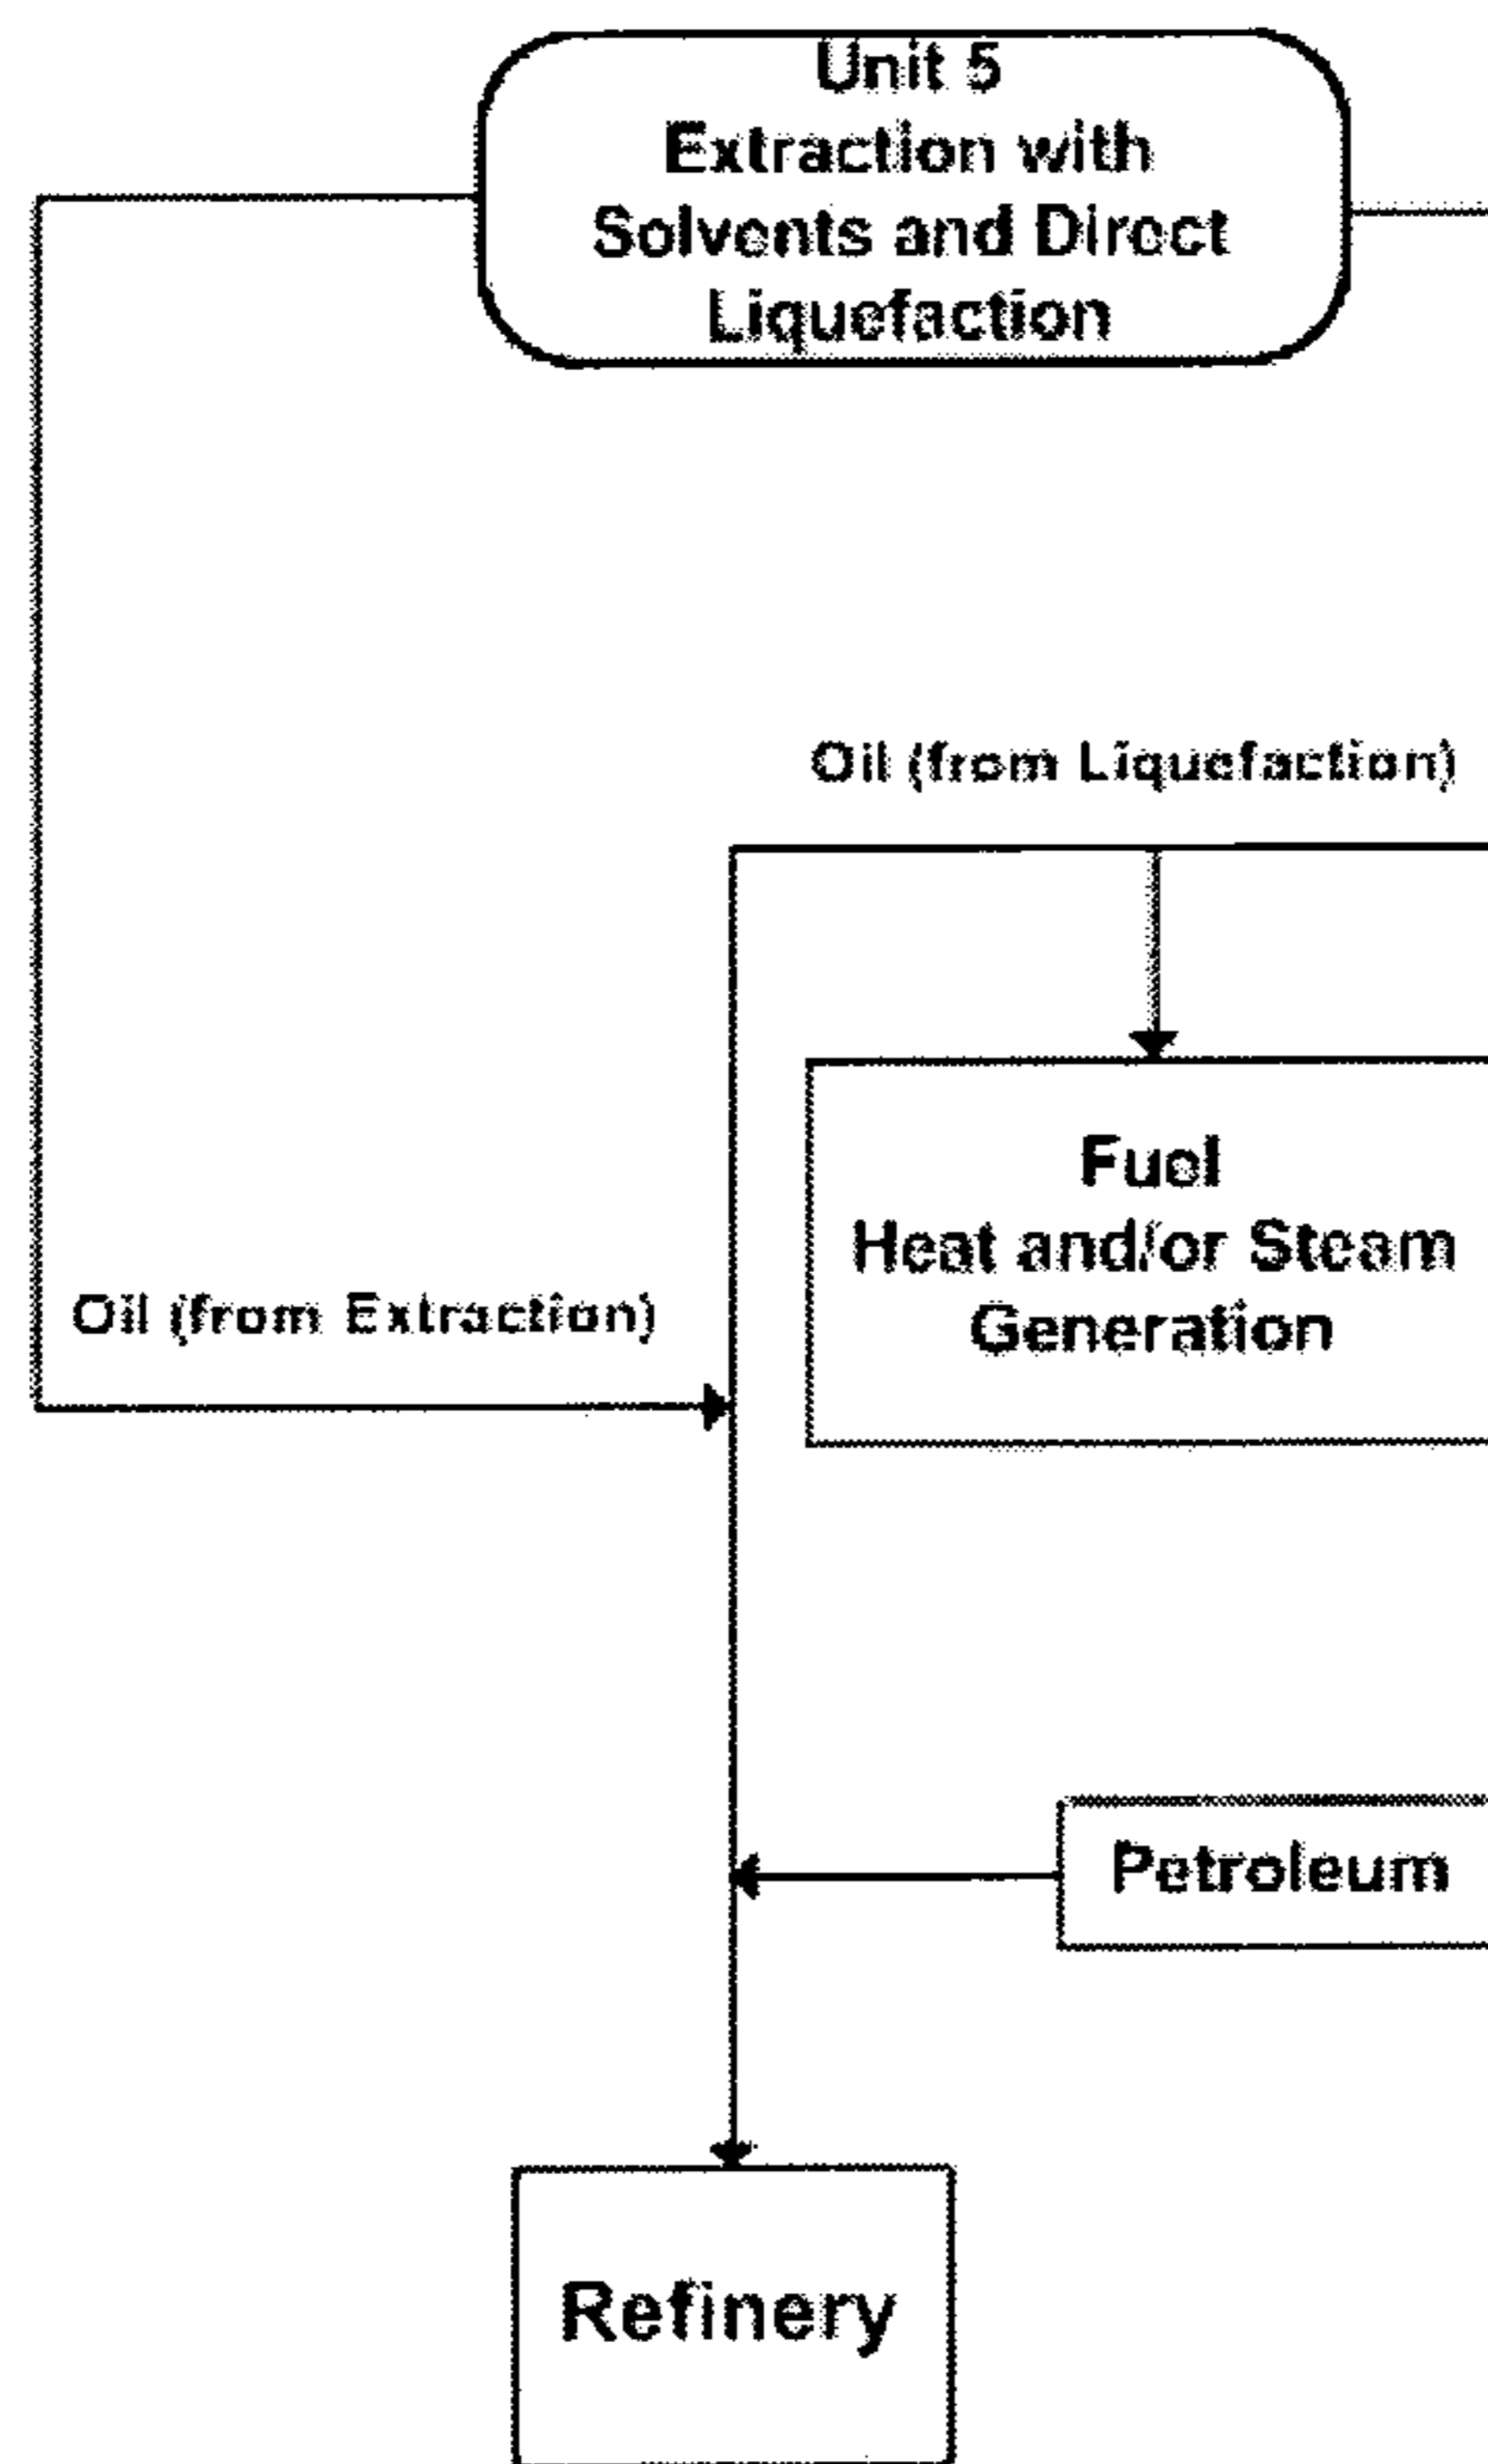 Unit 5
Extraction with
Solvents and Direct
Liquefaction
Oil (from Liquefaction)
Fuel
Heat and/or Steam
Generation
Oil (from Extraction)
Petroleum
Refinery